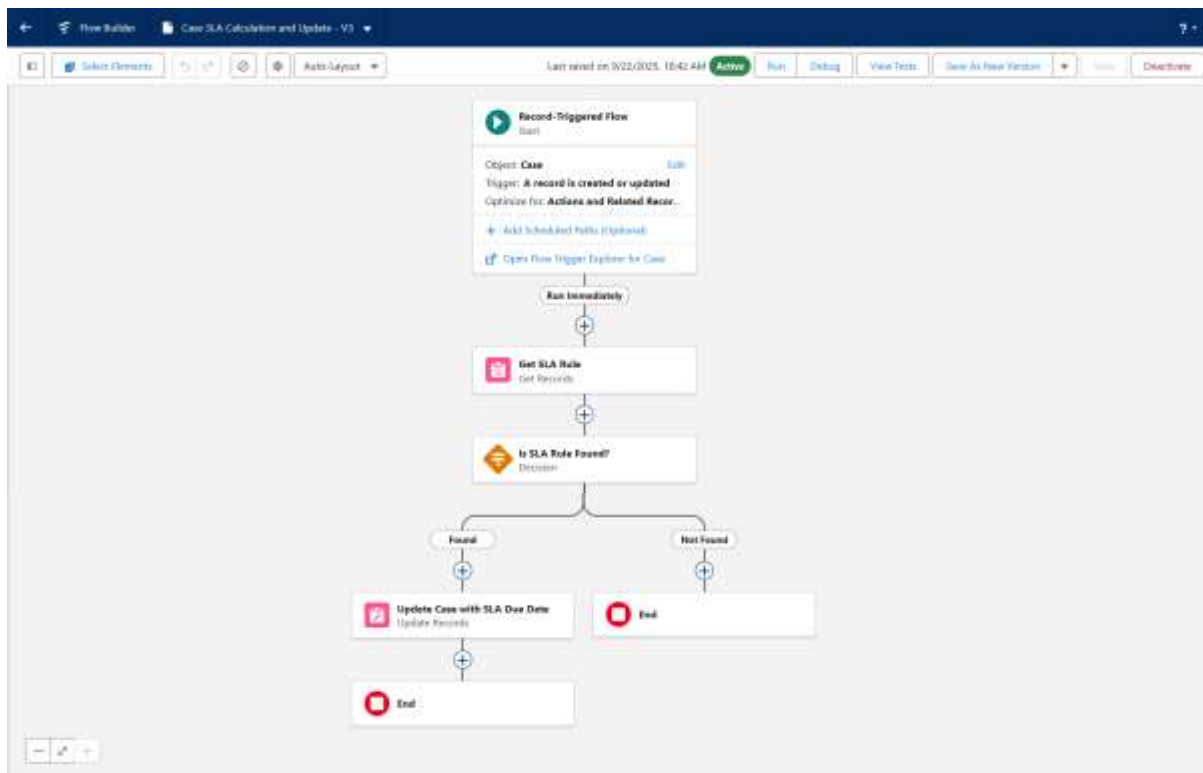 Flow Builder
Case SLA Calculation and Update - V3
?
Select Elements
Auto-Layout
Last saved on 9/22/2025, 10:42 AM
Active
Run
Debug
View Tests
Save As New Version
Save
Deactivate
Record-Triggered Flow
Start
Object: Case
Edit
Trigger: A record is created or updated
Optimize for: Actions and Related Recor...
Add Scheduled Paths (Optional)
Open Flow Trigger Explorer for Case
Run Immediately
Get SLA Rule
Get Records
Is SLA Rule Found?
Decision
Found
Not Found
Update Case with SLA Due Date
Update Records
End
End